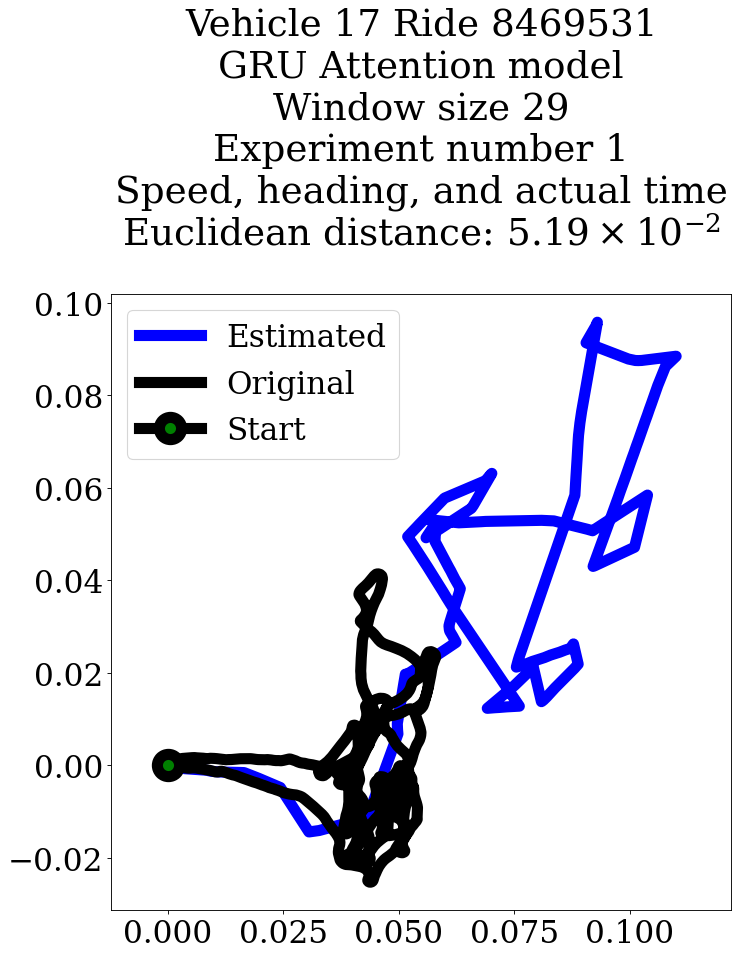 Vehicle 17 Ride 8469531
GRU Attention model
Window size 29
Experiment number 1
Speed, heading, and actual time
Euclidean distance: 5.19 × 10⁻²
Estimated
Original
Start
0.10
0.08
0.06
0.04
0.02
0.00
−0.02
0.000 0.025 0.050 0.075 0.100